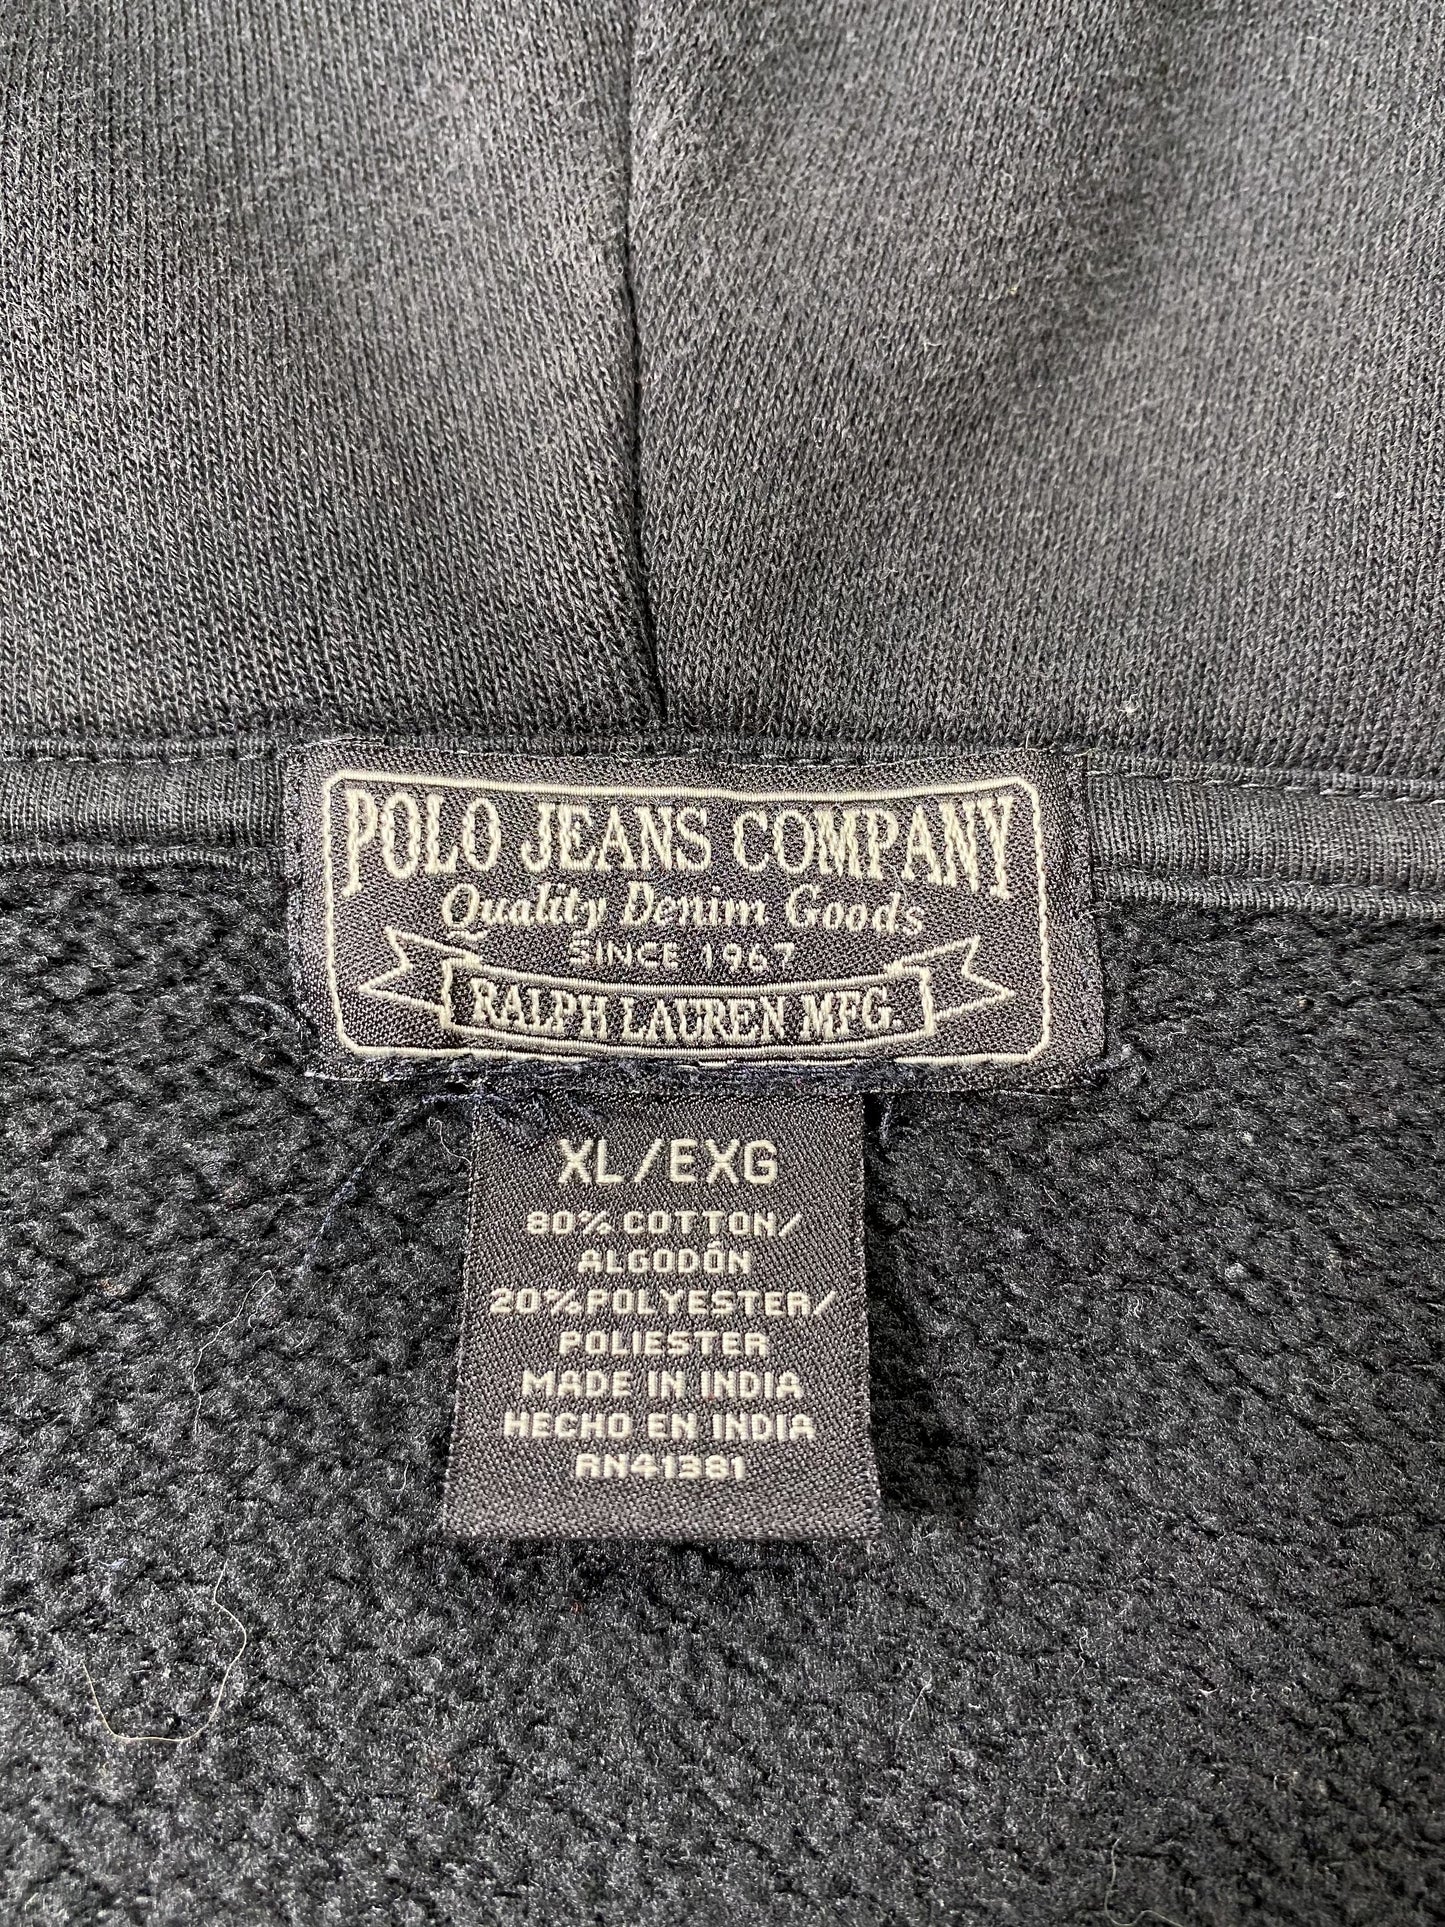 POLO JEANS COMPANY
Quality Denim Goods
SINCE 1967
RALPH LAUREN MFG.
XL/EXG
80% COTTON/
ALGODÓN
20% POLYESTER/
POLIESTER
MADE IN INDIA
HECHO EN INDIA
RN41381